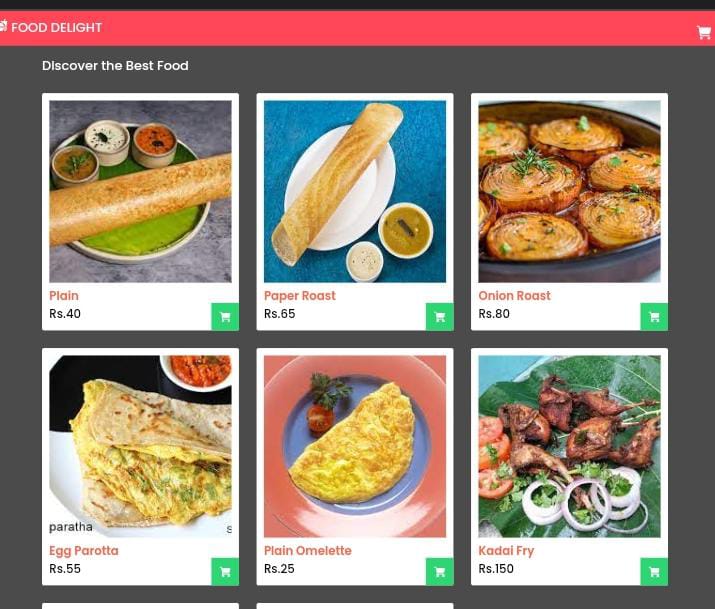 FOOD DELIGHT
DIscover the Best Food
Plain
Rs.40
Paper Roast
Rs.65
Onion Roast
Rs.80
paratha
s
Egg Parotta
Rs.55
Plain Omelette
Rs.25
Kadai Fry
Rs.150